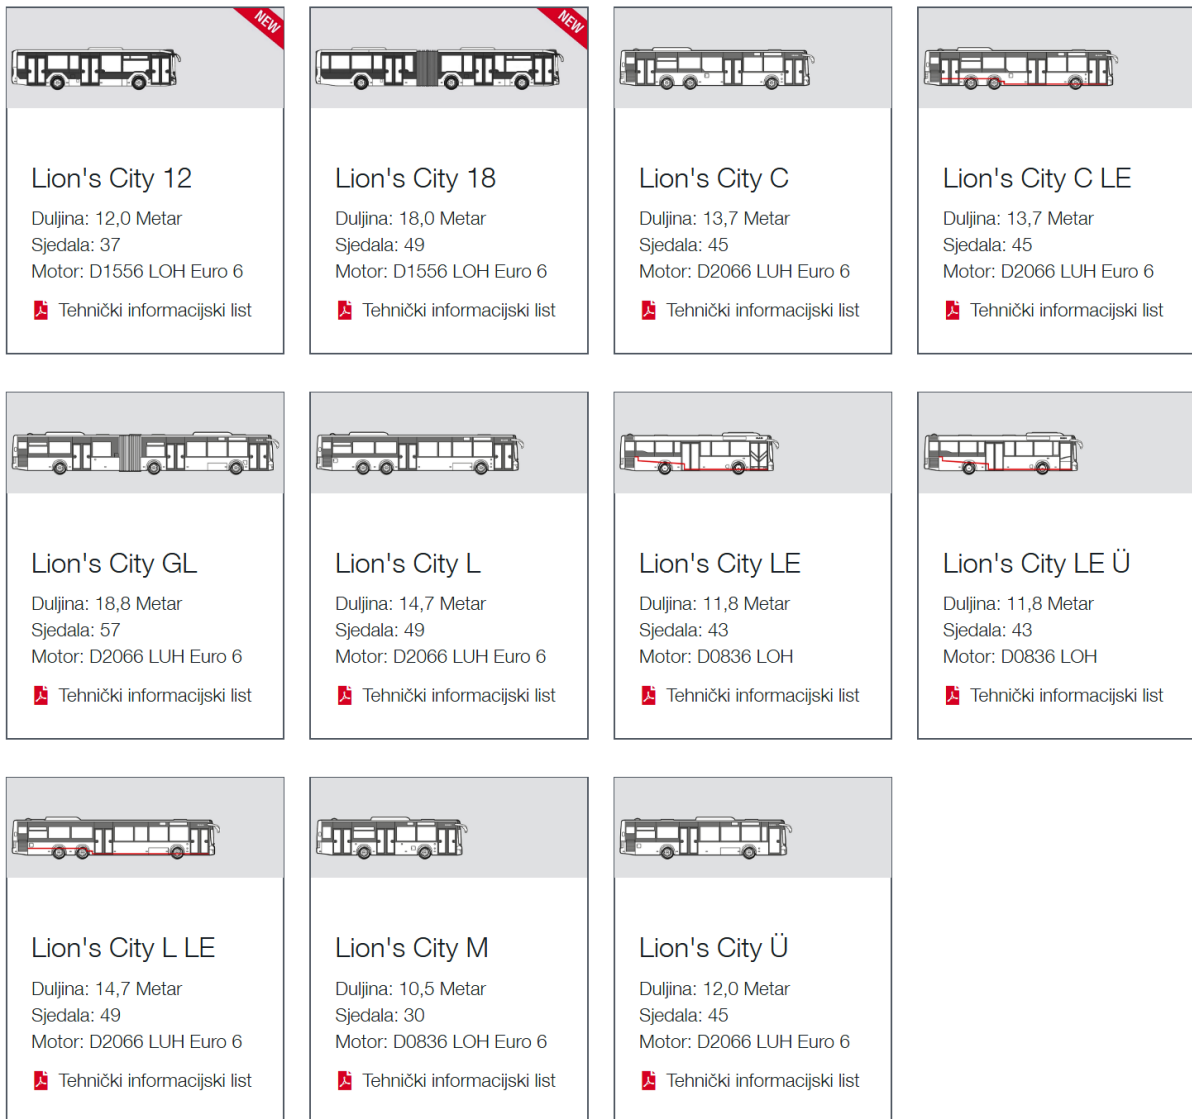 NEW
Lion's City 12
Duljina: 12,0 Metar
Sjedala: 37
Motor: D1556 LOH Euro 6
Tehnički informacijski list
NEW
Lion's City 18
Duljina: 18,0 Metar
Sjedala: 49
Motor: D1556 LOH Euro 6
Tehnički informacijski list
Lion's City C
Duljina: 13,7 Metar
Sjedala: 45
Motor: D2066 LUH Euro 6
Tehnički informacijski list
Lion's City C LE
Duljina: 13,7 Metar
Sjedala: 45
Motor: D2066 LUH Euro 6
Tehnički informacijski list
Lion's City GL
Duljina: 18,8 Metar
Sjedala: 57
Motor: D2066 LUH Euro 6
Tehnički informacijski list
Lion's City L
Duljina: 14,7 Metar
Sjedala: 49
Motor: D2066 LUH Euro 6
Tehnički informacijski list
Lion's City LE
Duljina: 11,8 Metar
Sjedala: 43
Motor: D0836 LOH
Tehnički informacijski list
Lion's City LE Ü
Duljina: 11,8 Metar
Sjedala: 43
Motor: D0836 LOH
Tehnički informacijski list
Lion's City L LE
Duljina: 14,7 Metar
Sjedala: 49
Motor: D2066 LUH Euro 6
Tehnički informacijski list
Lion's City M
Duljina: 10,5 Metar
Sjedala: 30
Motor: D0836 LOH Euro 6
Tehnički informacijski list
Lion's City Ü
Duljina: 12,0 Metar
Sjedala: 45
Motor: D2066 LUH Euro 6
Tehnički informacijski list